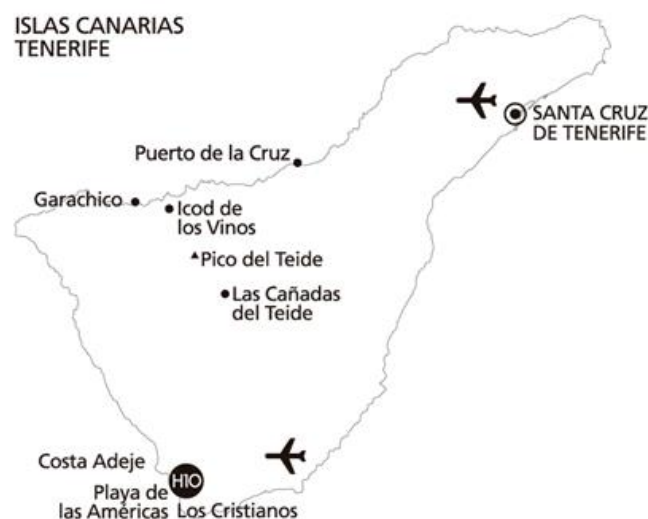 ISLAS CANARIAS
TENERIFE
SANTA CRUZ
DE TENERIFE
Puerto de la Cruz
Garachico
Icod de
los Vinos
Pico del Teide
Las Cañadas
del Teide
Costa Adeje
H10
Playa de
las Américas
Los Cristianos